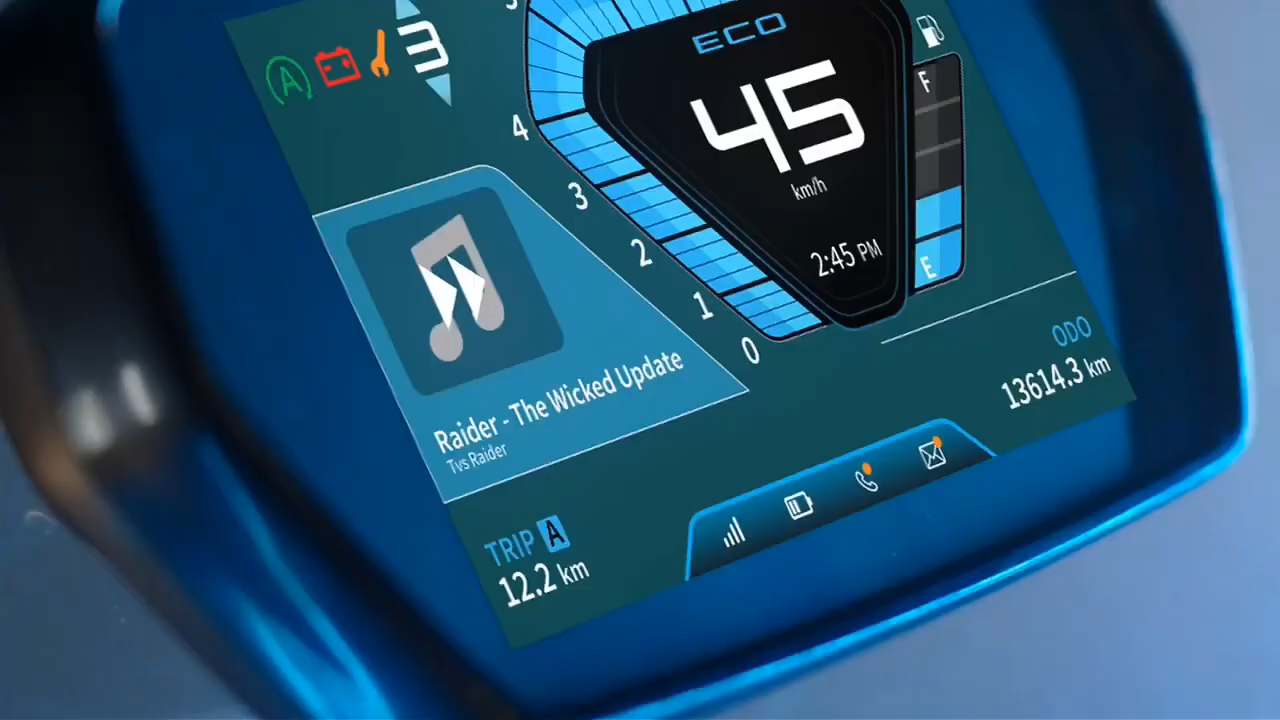 A
3
ECO
45
km/h
2:45 PM
F
E
4
3
2
1
0
Raider - The Wicked Update
Tvs Raider
ODO
13614.3 km
TRIP A
12.2 km